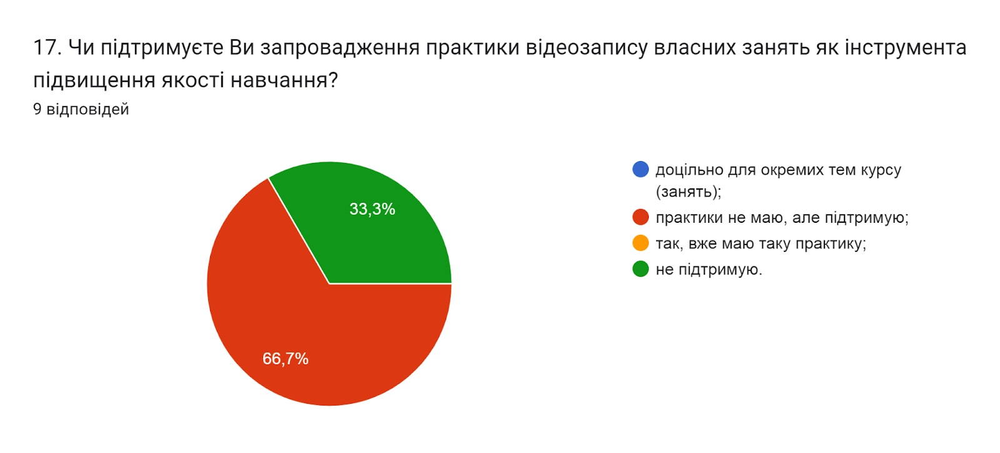 17. Чи підтримуєте Ви запровадження практики відеозапису власних занять як інструмента
підвищення якості навчання?
9 відповідей
33,3%
66,7%
доцільно для окремих тем курсу
(занять);
практики не маю, але підтримую;
так, вже маю таку практику;
не підтримую.